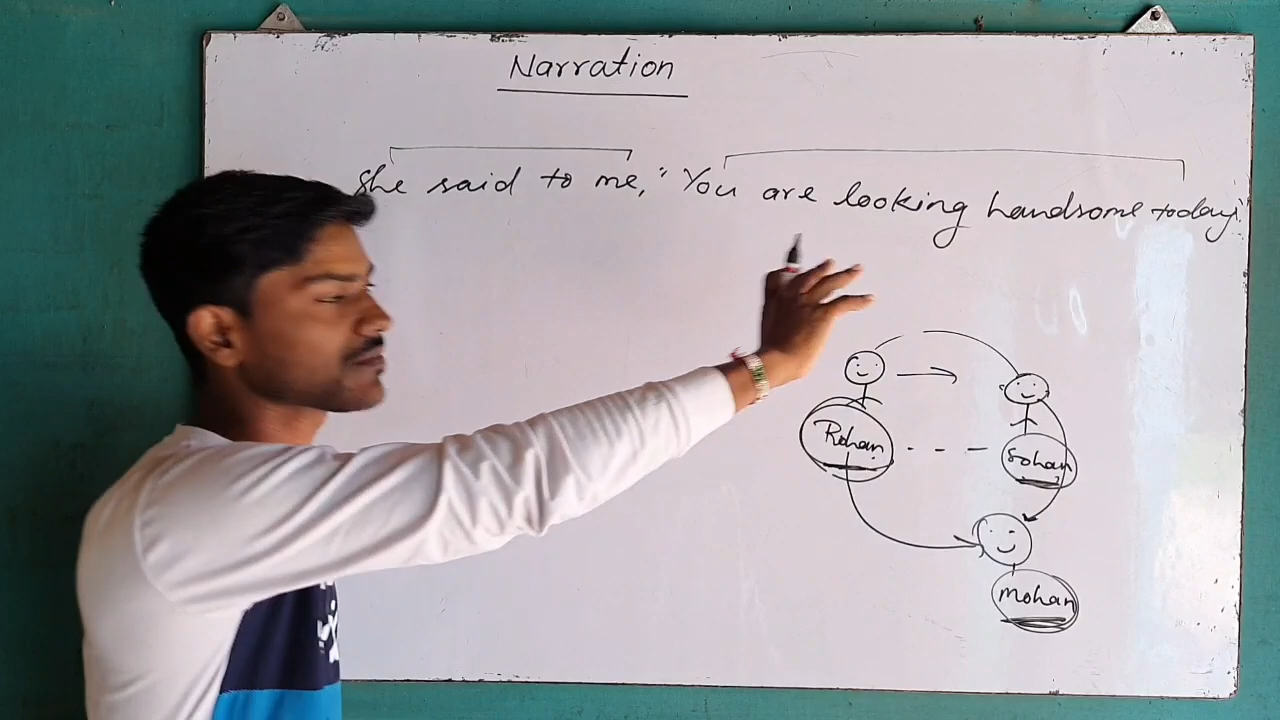 Narration
She said to me, "You are looking handsome today."
Rohan - - - Sohan
Mohan